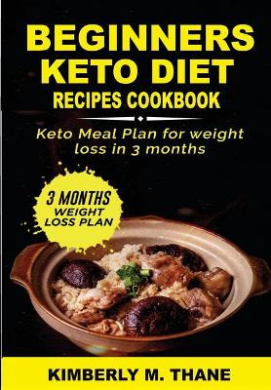 BEGINNERS
KETO DIET
RECIPES COOKBOOK
Keto Meal Plan for weight
loss in 3 months
3 MONTHS
WEIGHT
LOSS PLAN
KIMBERLY M. THANE